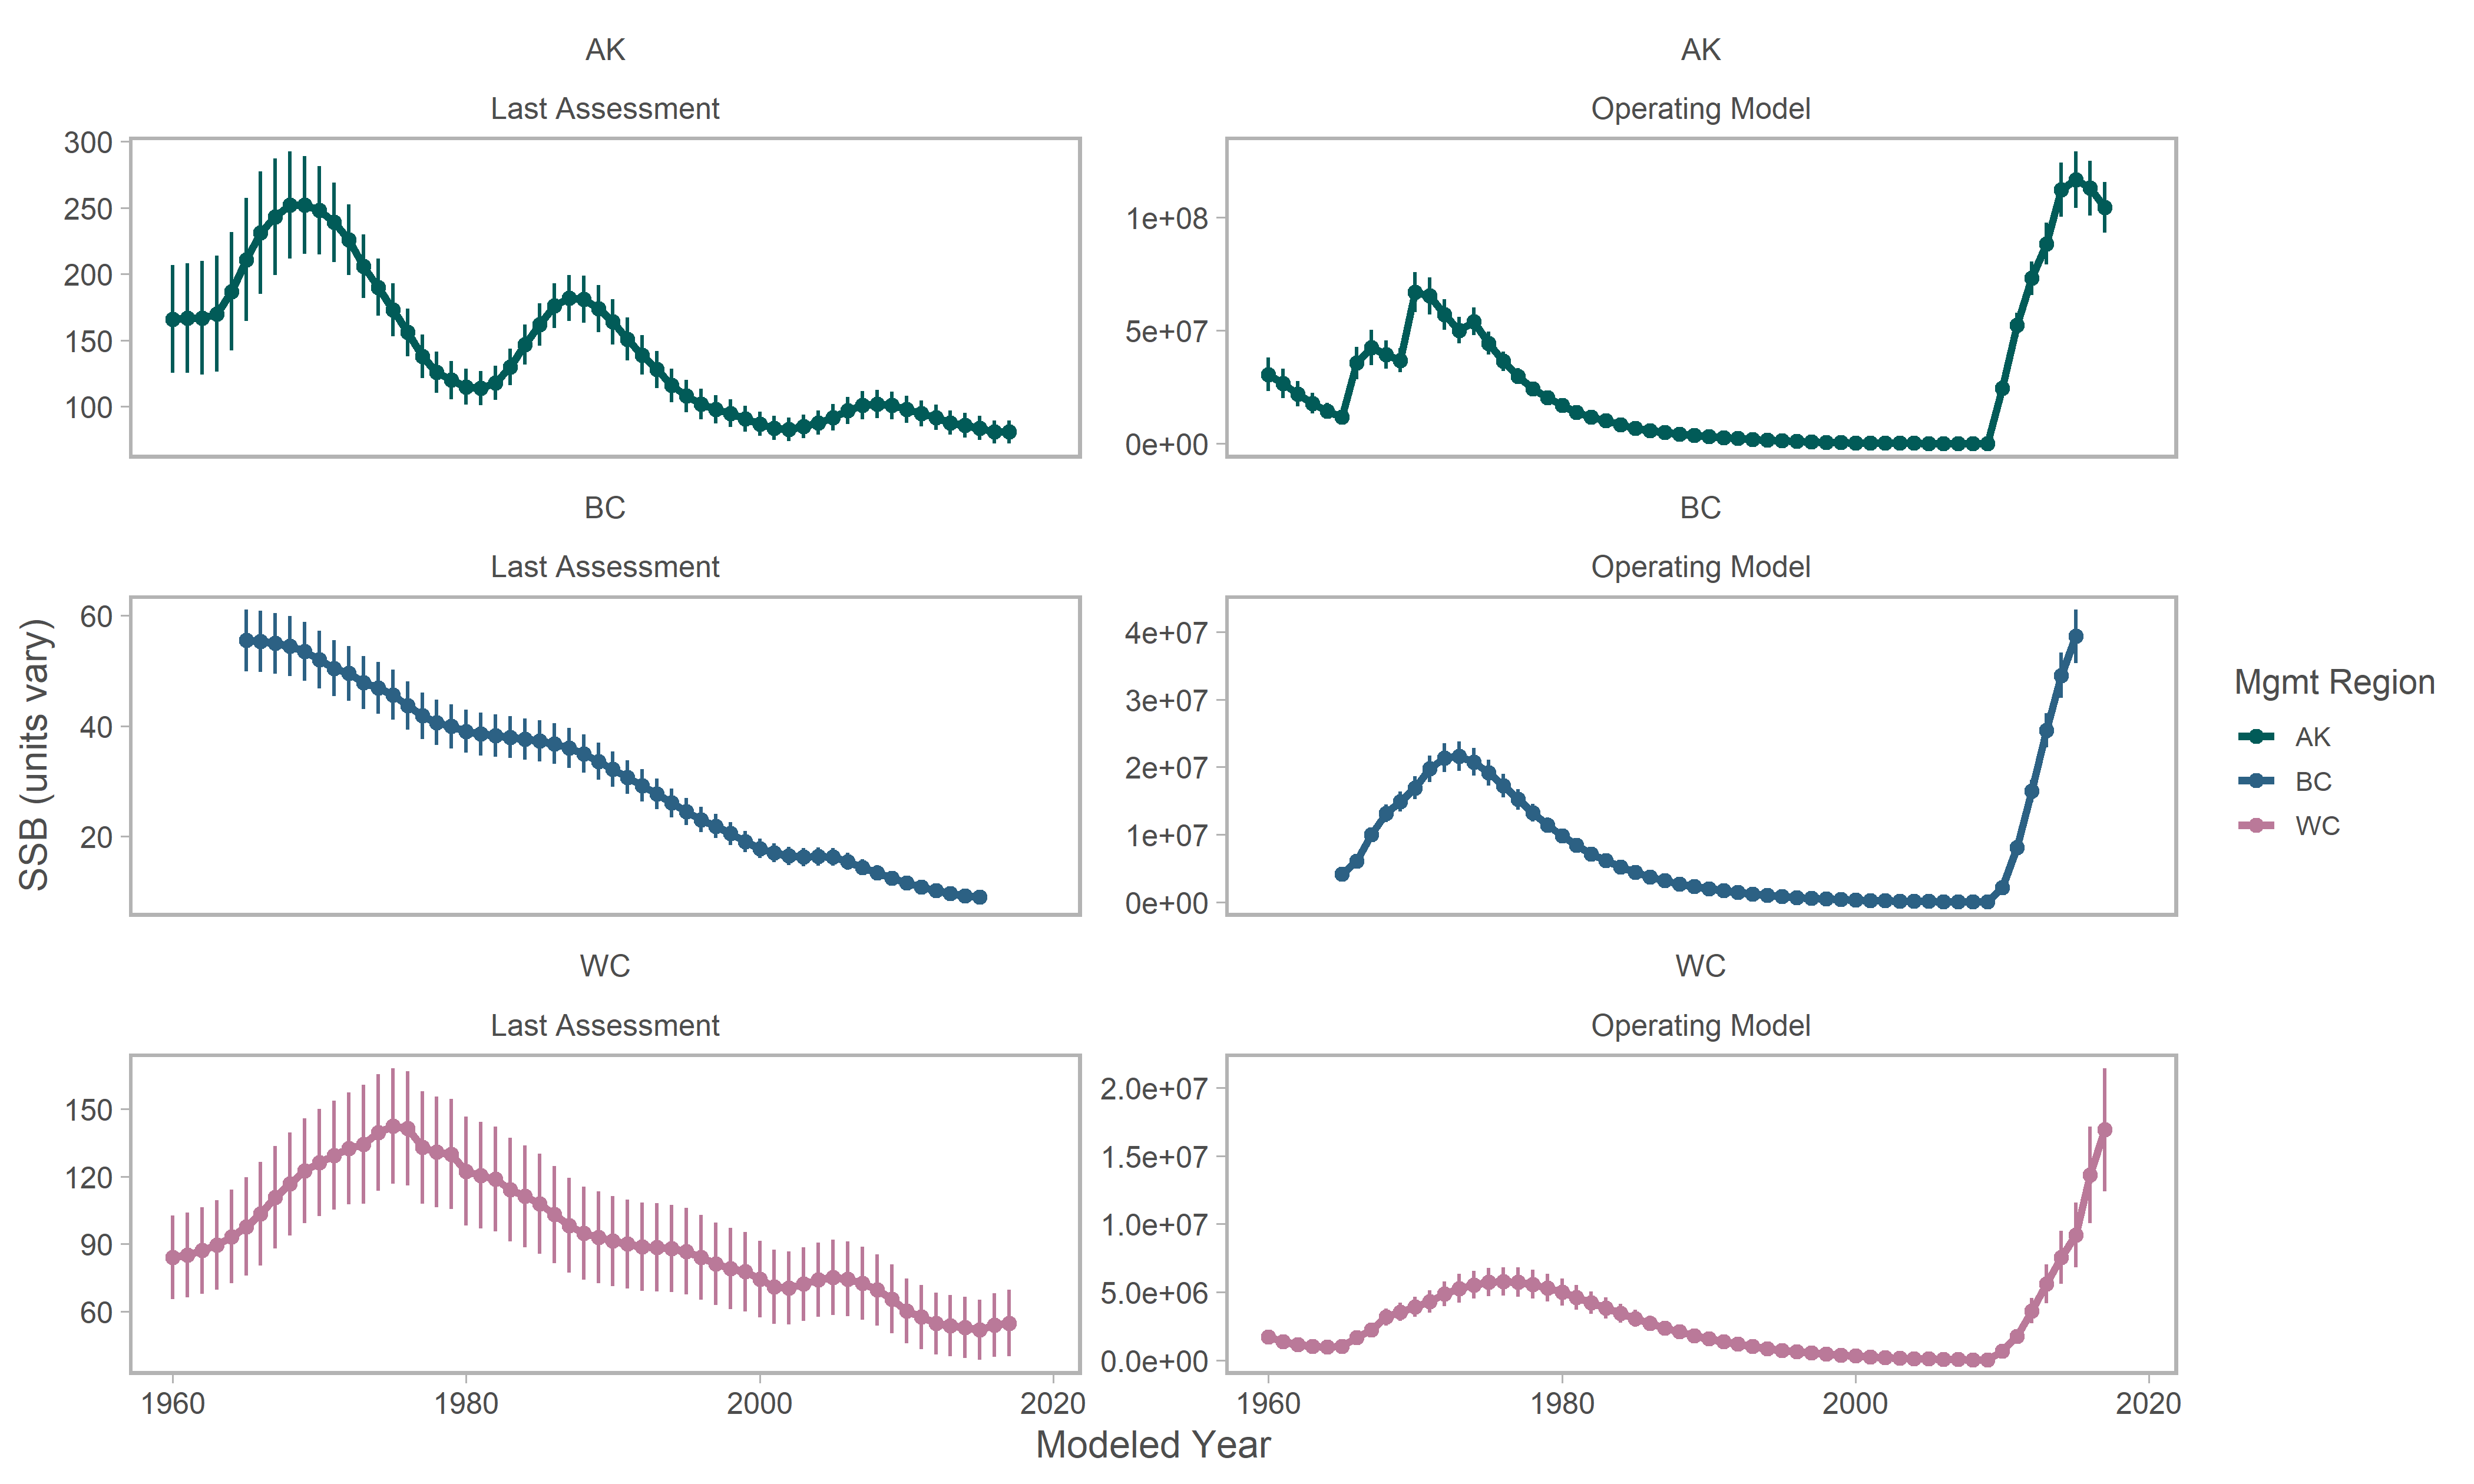 AK
Last Assessment
300
250
200
150
100
AK
Operating Model
1e+08
5e+07
0e+00
BC
Last Assessment
60
40
20
BC
Operating Model
4e+07
3e+07
2e+07
1e+07
0e+00
WC
Last Assessment
150
120
90
60
1960
1980
2000
2020
WC
Operating Model
2.0e+07
1.5e+07
1.0e+07
5.0e+06
0.0e+00
1960
1980
2000
2020
SSB (units vary)
Modeled Year
Mgmt Region
AK
BC
WC